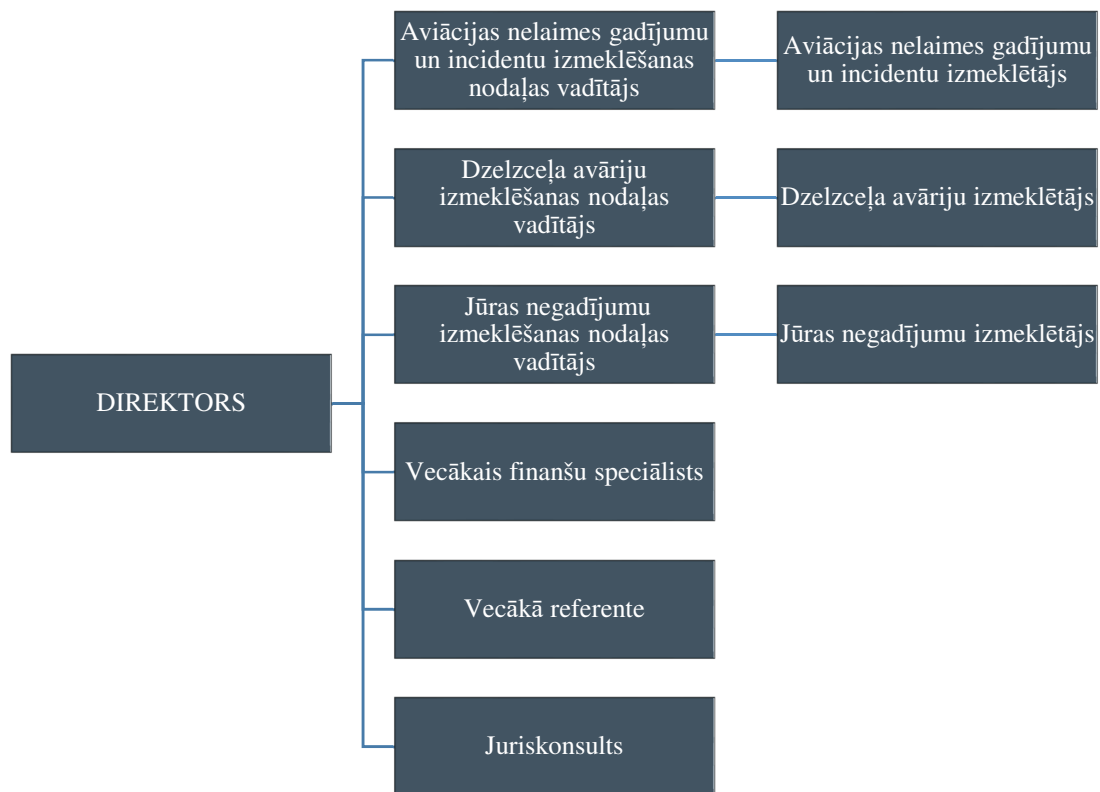 Aviācijas nelaimes gadījumu
un incidentu izmeklēšanas
nodaļas vadītājs
Aviācijas nelaimes gadījumu
un incidentu izmeklētājs
Dzelzceļa avāriju
izmeklēšanas nodaļas
vadītājs
Dzelzceļa avāriju izmeklētājs
Jūras negadījumu
izmeklēšanas nodaļas
vadītājs
Jūras negadījumu izmeklētājs
DIREKTORS
Vecākais finanšu speciālists
Vecākā referente
Juriskonsults